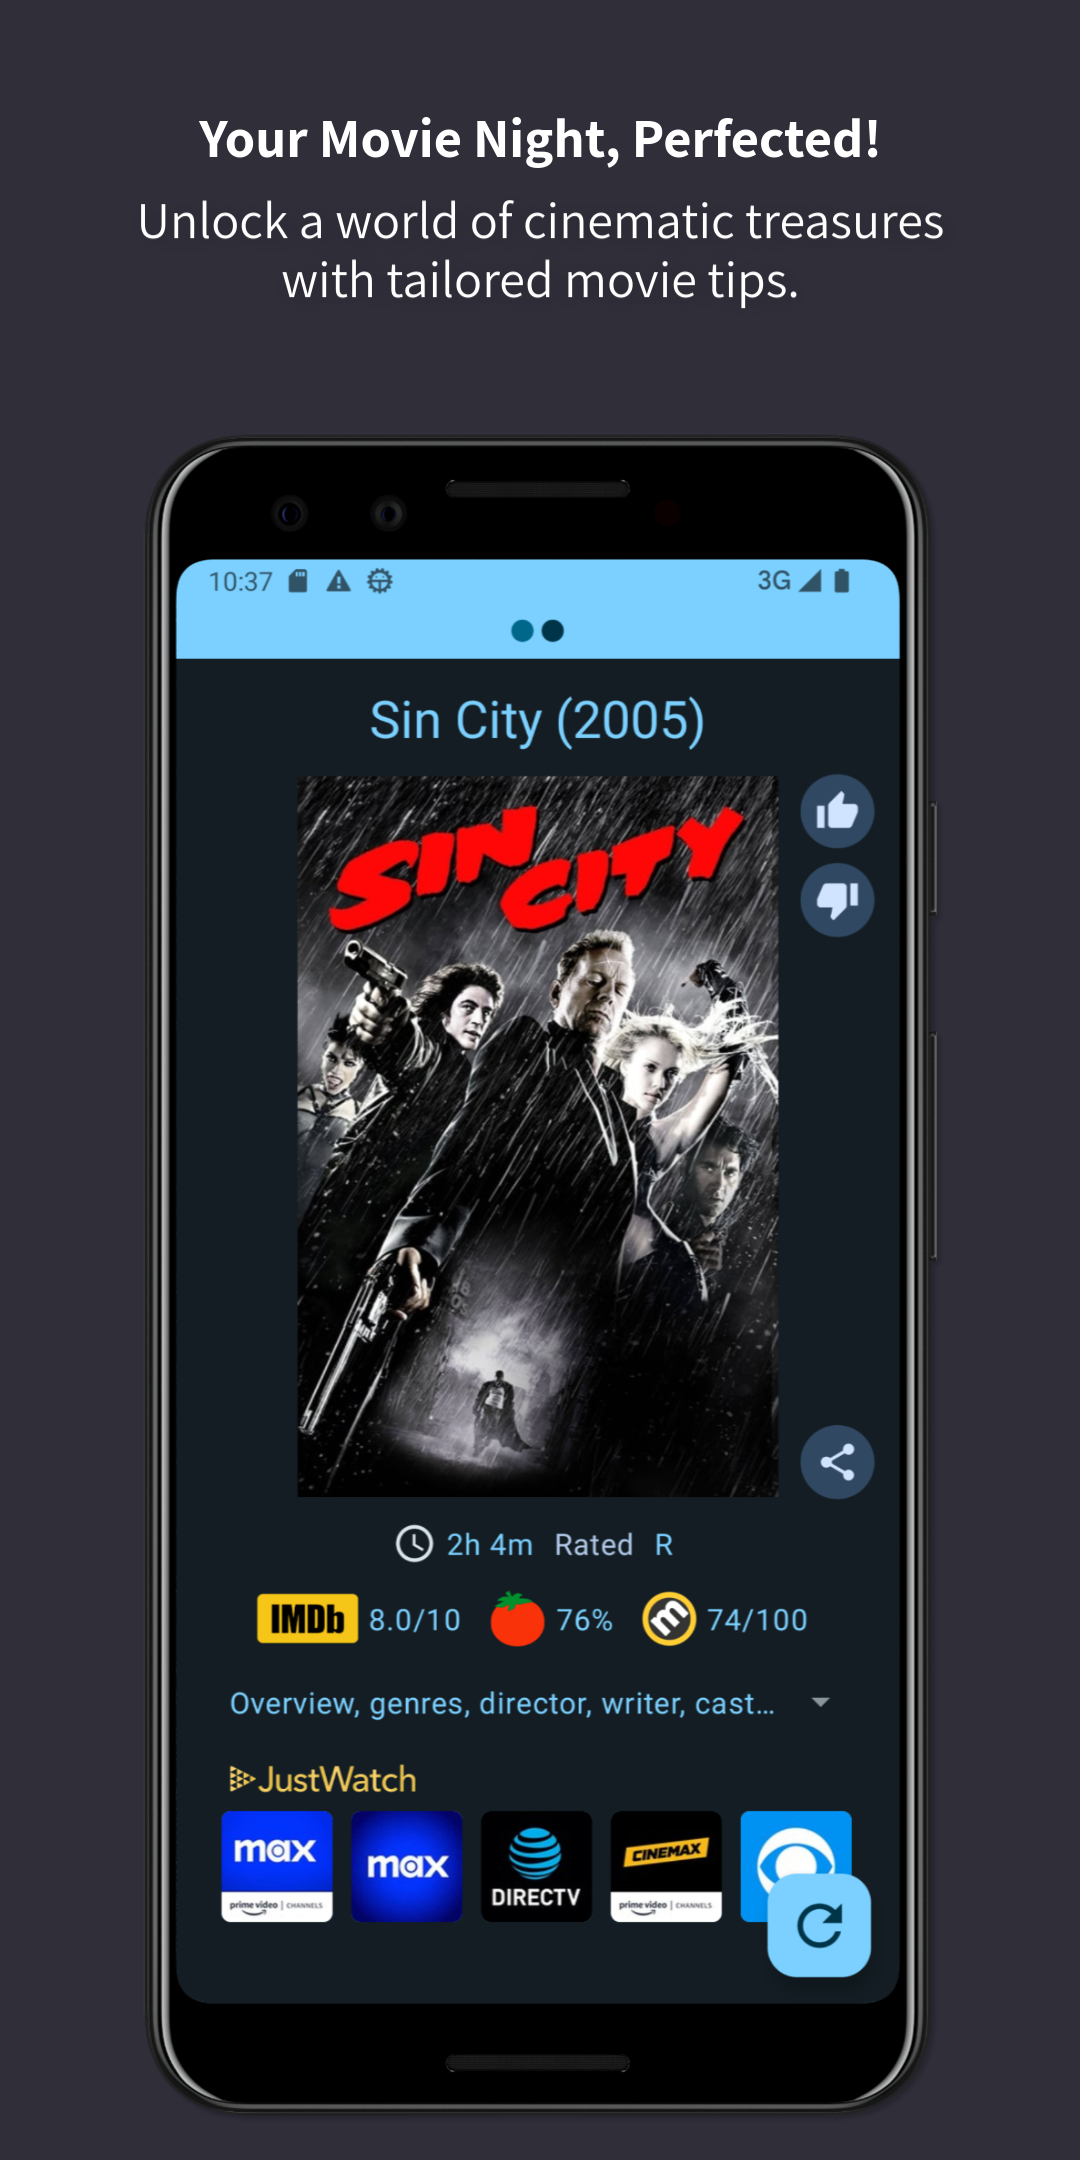 Your Movie Night, Perfected!
Unlock a world of cinematic treasures
with tailored movie tips.
10:37
3G
Sin City (2005)
SIN CITY
2h 4m Rated R
IMDb 8.0/10 76% m 74/100
Overview, genres, director, writer, cast...
JustWatch
max
prime video | CHANNELS
max
DIRECTV
CINEMAX
prime video | CHANNELS